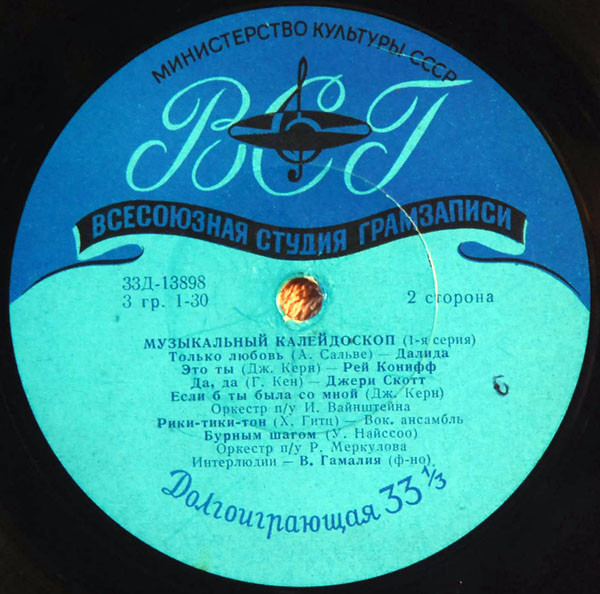 МИНИСТЕРСТВО КУЛЬТУРЫ СССР
ВСГ
ВСЕСОЮЗНАЯ СТУДИЯ ГРАМЗАПИСИ
33Д-13898
3 гр. 1-30
2 сторона
МУЗЫКАЛЬНЫЙ КАЛЕЙДОСКОП (1-я серия)
Только любовь (А. Сальве) — Далида
Это ты (Дж. Керн) — Рей Конифф
Да, да (Г. Кен) — Джери Скотт
Если б ты была со мной (Дж. Керн)
Оркестр п/у И. Вайнштейна
Рики-тики-тон (Х. Гитц) — Вок. ансамбль
Бурным шагом (У. Найссоо)
Оркестр п/у Р. Меркулова
Интерлюдии — В. Гамалия (ф-но)
Долгоиграющая 33 1/3